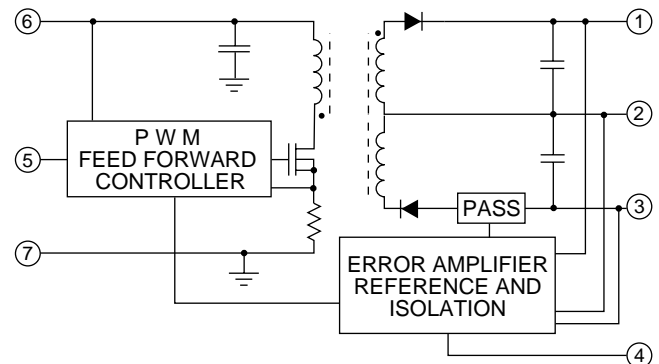 6
1
2
P W M
FEED FORWARD
CONTROLLER
5
PASS
3
7
ERROR AMPLIFIER
REFERENCE AND
ISOLATION
4